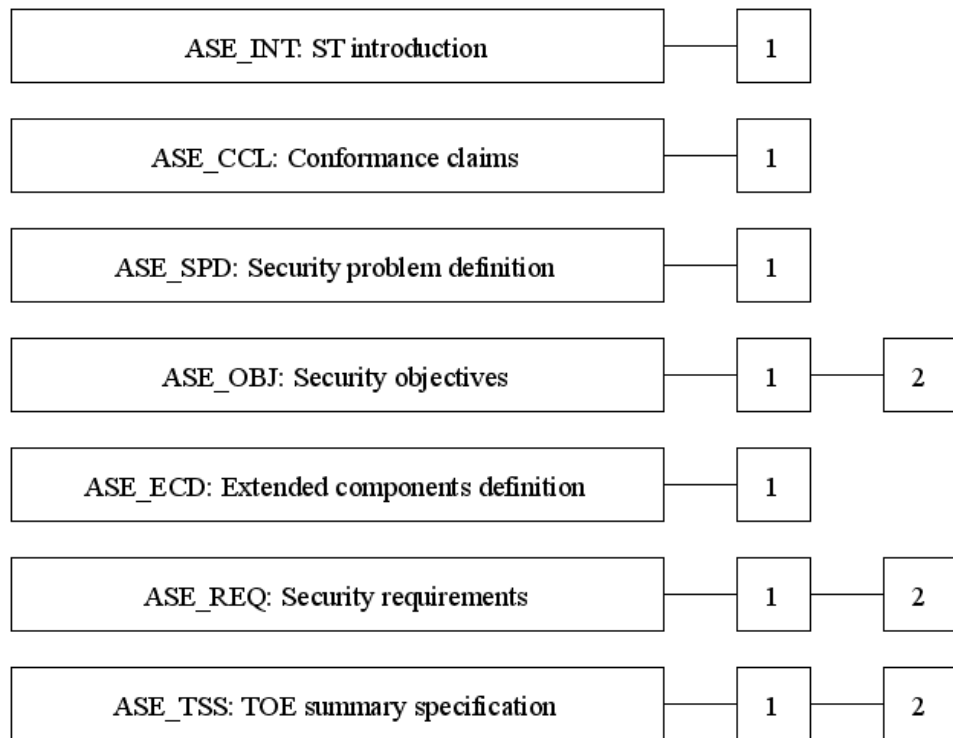 ASE_INT: ST introduction 1
ASE_CCL: Conformance claims 1
ASE_SPD: Security problem definition 1
ASE_OBJ: Security objectives 1 2
ASE_ECD: Extended components definition 1
ASE_REQ: Security requirements 1 2
ASE_TSS: TOE summary specification 1 2